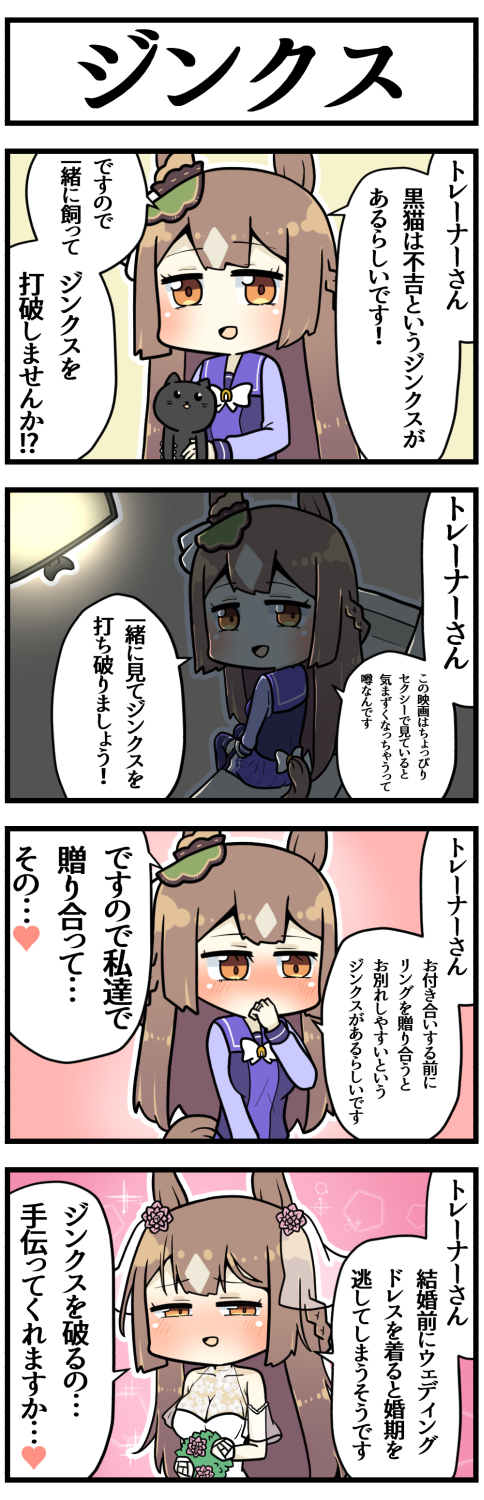 ジンクス
トレーナーさん
黒猫は不吉というジンクスが
あるらしいです!
ですので
一緒に飼って
ジンクスを
打破しませんか!?
トレーナーさん
この映画はちょっぴり
セクシーで見ていると
気まずくなっちゃうって
噂なんです
一緒に見てジンクスを
打ち破りましょう!
トレーナーさん
お付き合いする前に
リングを贈り合うと
お別れしやすいという
ジンクスがあるらしいです
ですので私達で
贈り合って…
その…♥
トレーナーさん
結婚前にウェディング
ドレスを着ると婚期を
逃してしまうそうです
ジンクスを破るの…
手伝ってくれますか…♥